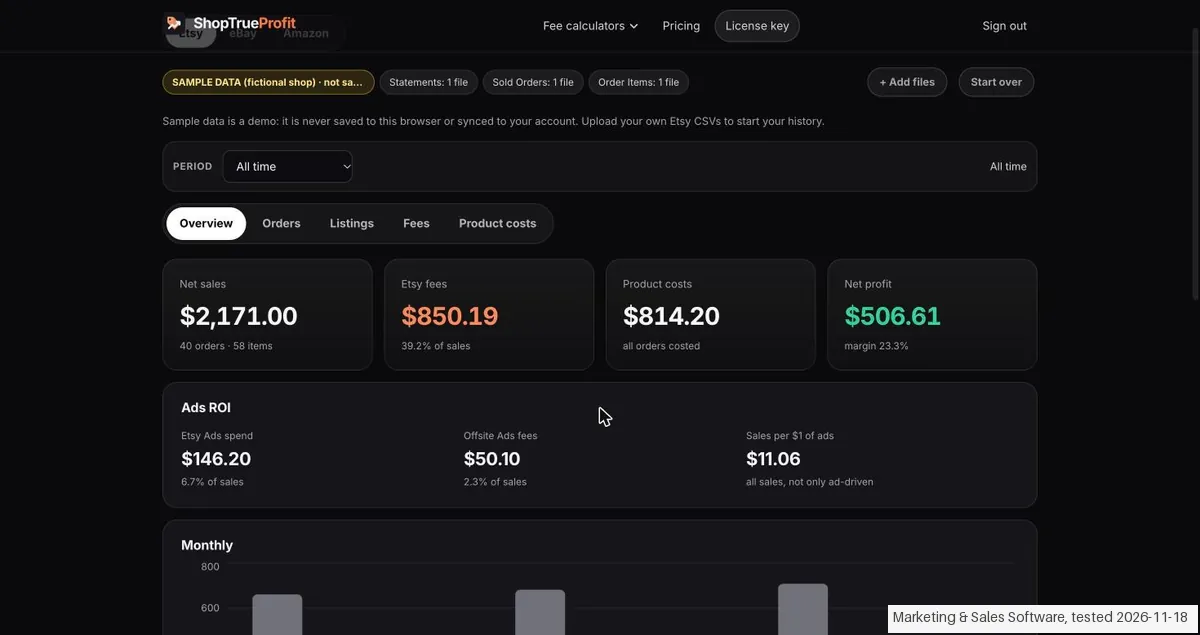 ShopTrueProfit Fee calculators Pricing License key Sign out
Etsy eBay Amazon
SAMPLE DATA (fictional shop) · not sa... Statements: 1 file Sold Orders: 1 file Order Items: 1 file + Add files Start over
Sample data is a demo: it is never saved to this browser or synced to your account. Upload your own Etsy CSVs to start your history.
PERIOD All time All time
Overview Orders Listings Fees Product costs
Net sales Etsy fees Product costs Net profit
$2,171.00 $850.19 $814.20 $506.61
40 orders · 58 items 39.2% of sales all orders costed margin 23.3%
Ads ROI
Etsy Ads spend Offsite Ads fees Sales per $1 of ads
$146.20 $50.10 $11.06
6.7% of sales 2.3% of sales all sales, not only ad-driven
Monthly
800
600
Marketing & Sales Software, tested 2026-11-18